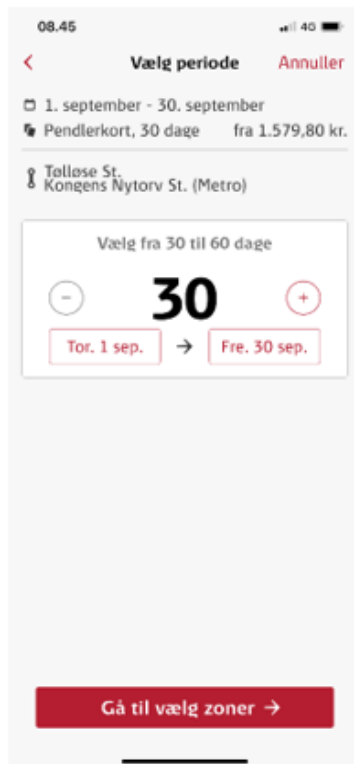 08.45
4G
Vælg periode
Annuller
1. september - 30. september
Pendlerkort, 30 dage fra 1.579,80 kr.
Tølløse St.
Kongens Nytorv St. (Metro)
Vælg fra 30 til 60 dage
− 30 +
Tor. 1 sep. → Fre. 30 sep.
Gå til vælg zoner →